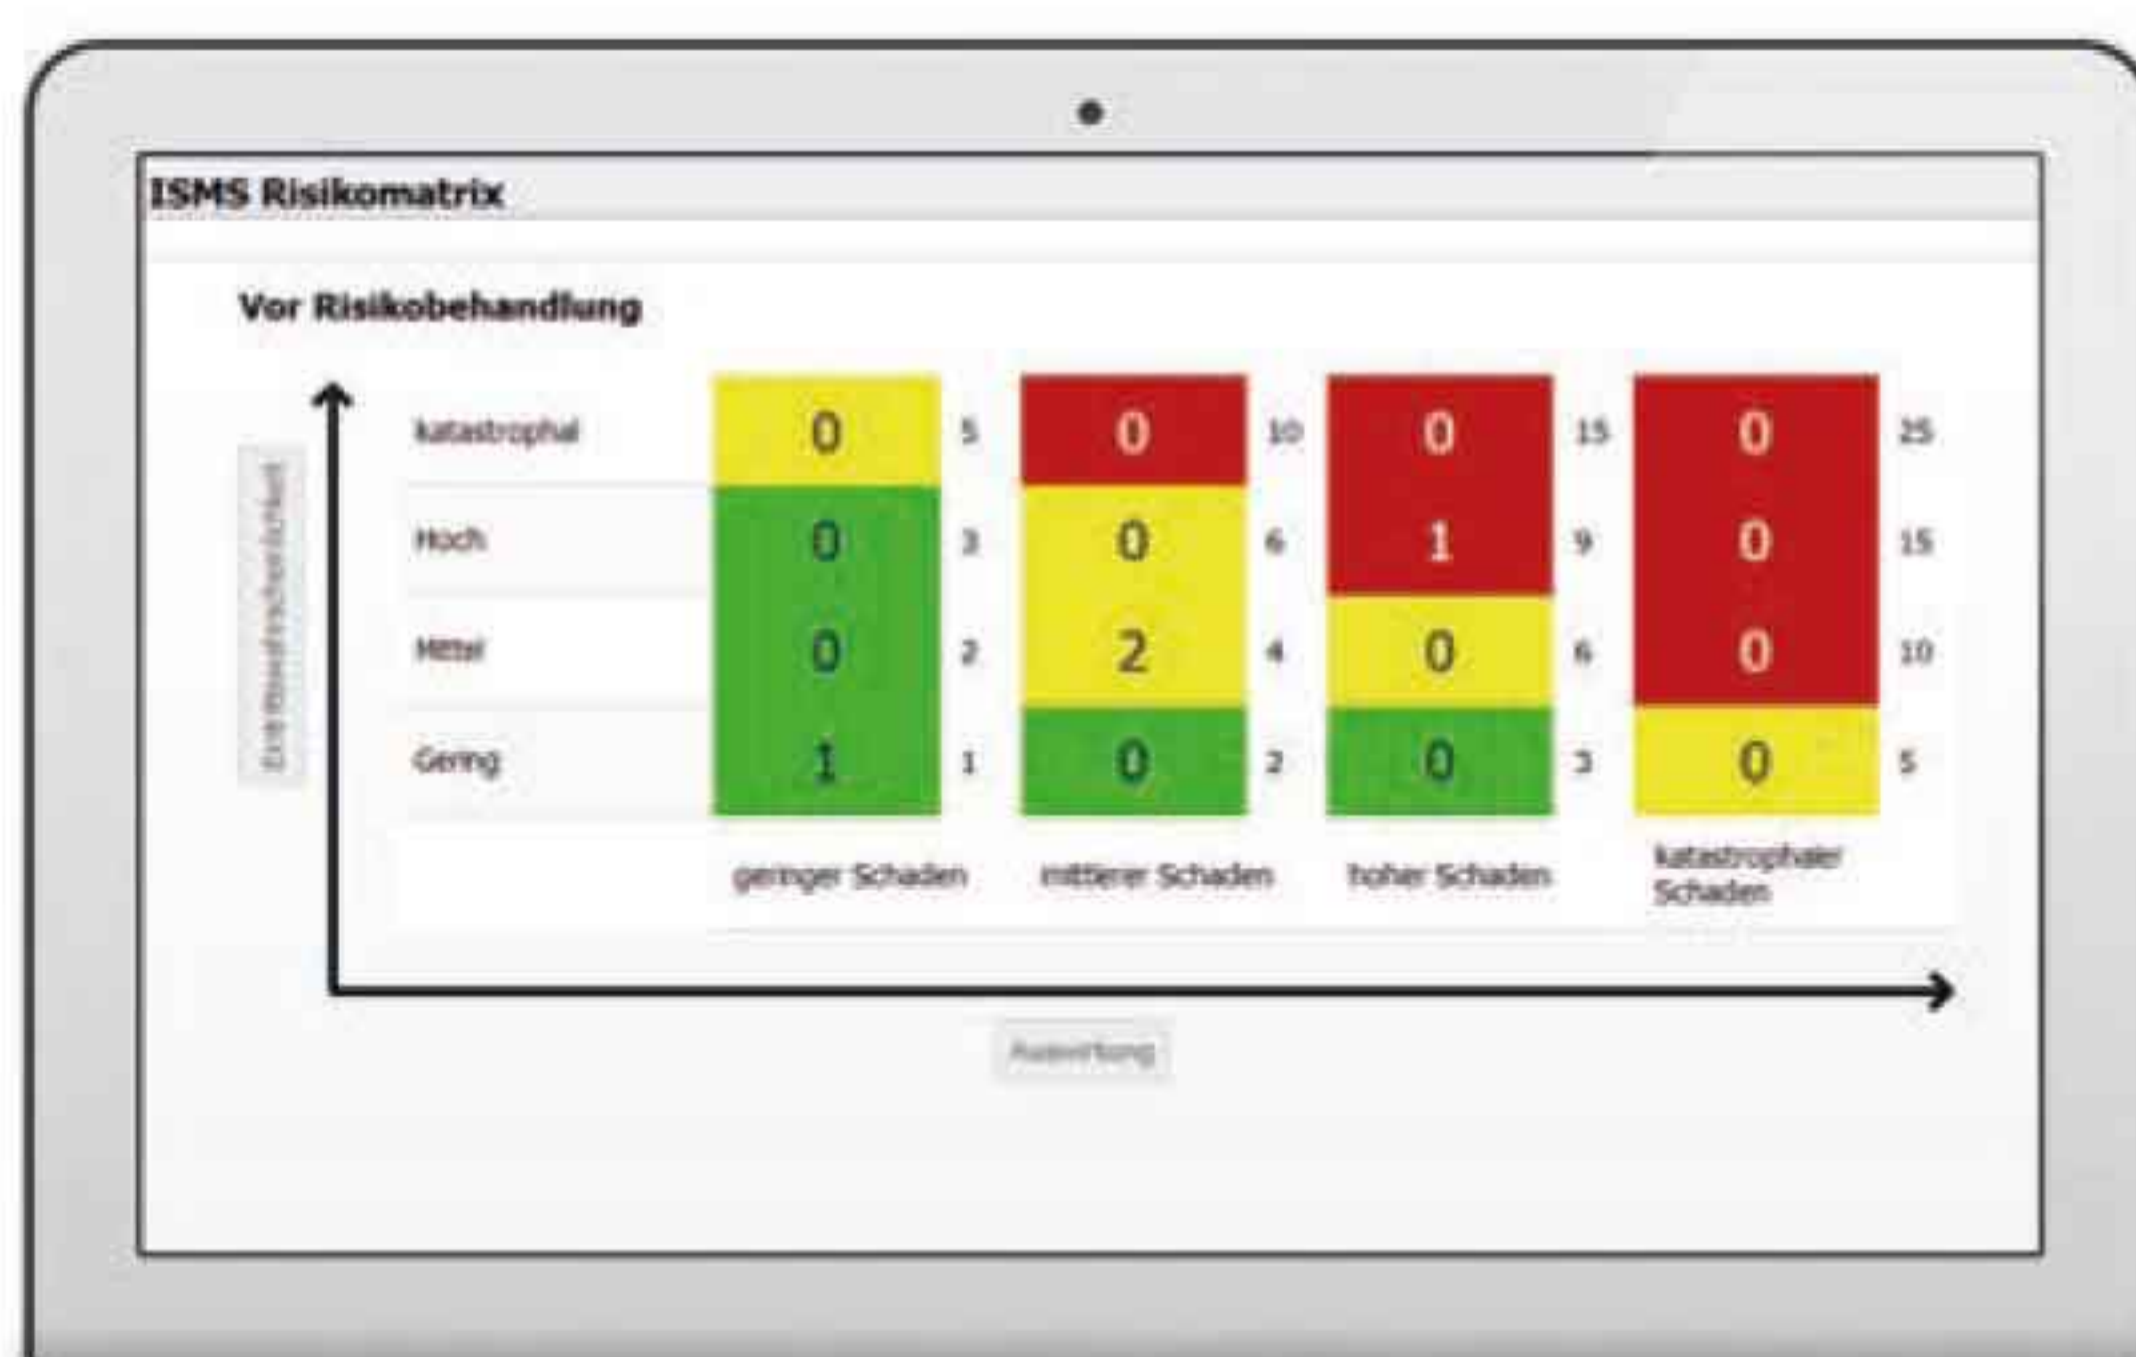 ISMS Risikomatrix
Vor Risikobehandlung
Eintrittswahrscheinlichkeit
katastrophal 0 5 0 10 0 15 0 25
Hoch 0 3 0 6 1 9 0 15
Mittel 0 2 2 4 0 6 0 10
Gering 1 1 0 2 0 3 0 5
geringer Schaden mittlerer Schaden hoher Schaden katastrophaler
Schaden
Auswirkung